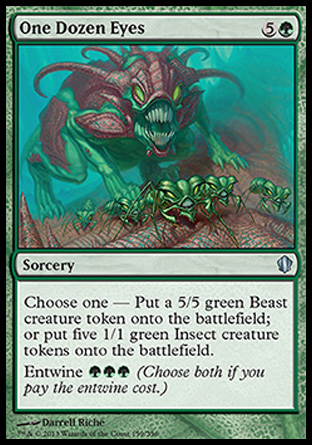 One Dozen Eyes 5
Sorcery
Choose one — Put a 5/5 green Beast
creature token onto the battlefield;
or put five 1/1 green Insect creature
tokens onto the battlefield.
Entwine (Choose both if you
pay the entwine cost.)
Darrell Riche
™ & © 2013 Wizards of the Coast